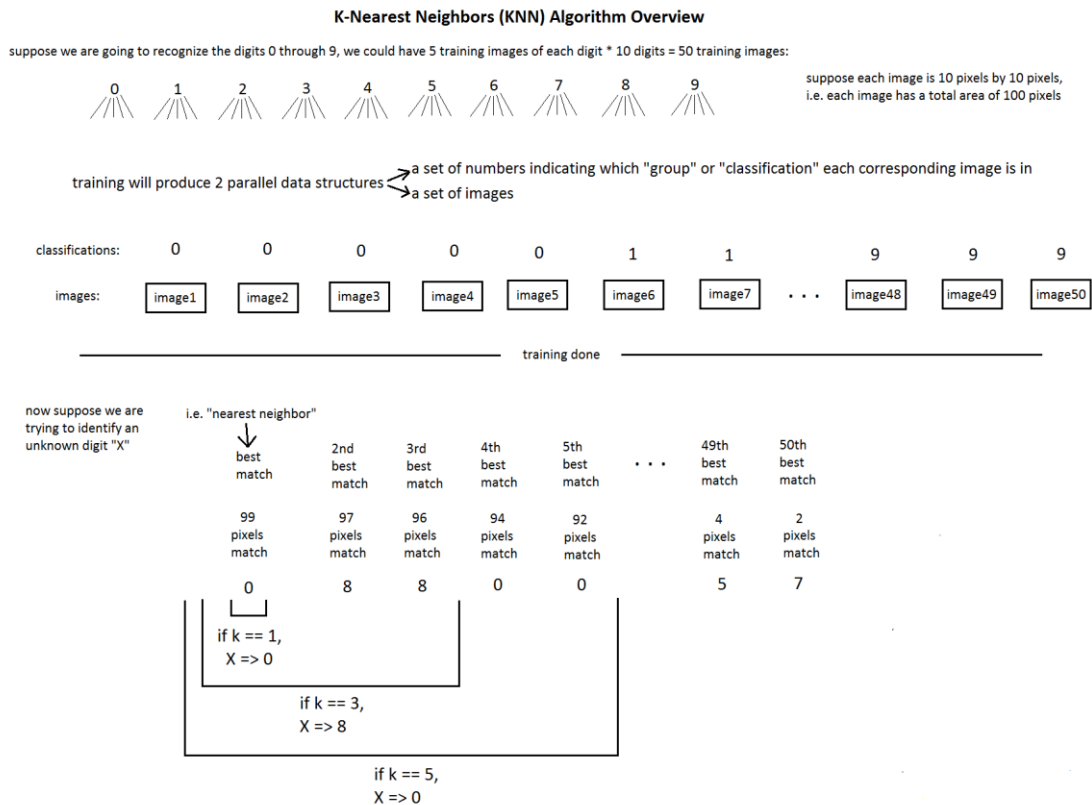 K-Nearest Neighbors (KNN) Algorithm Overview
suppose we are going to recognize the digits 0 through 9, we could have 5 training images of each digit * 10 digits = 50 training images:
suppose each image is 10 pixels by 10 pixels,
i.e. each image has a total area of 100 pixels
0 1 2 3 4 5 6 7 8 9
training will produce 2 parallel data structures
a set of numbers indicating which "group" or "classification" each corresponding image is in
a set of images
classifications: 0 0 0 0 0 1 1 9 9 9
images: image1 image2 image3 image4 image5 image6 image7 . . . image48 image49 image50
training done
now suppose we are
trying to identify an
unknown digit "X"
i.e. "nearest neighbor"
best
match
2nd
best
match
3rd
best
match
4th
best
match
5th
best
match
. . .
49th
best
match
50th
best
match
99
pixels
match
97
pixels
match
96
pixels
match
94
pixels
match
92
pixels
match
4
pixels
match
2
pixels
match
0 8 8 0 0 5 7
if k == 1,
X => 0
if k == 3,
X => 8
if k == 5,
X => 0